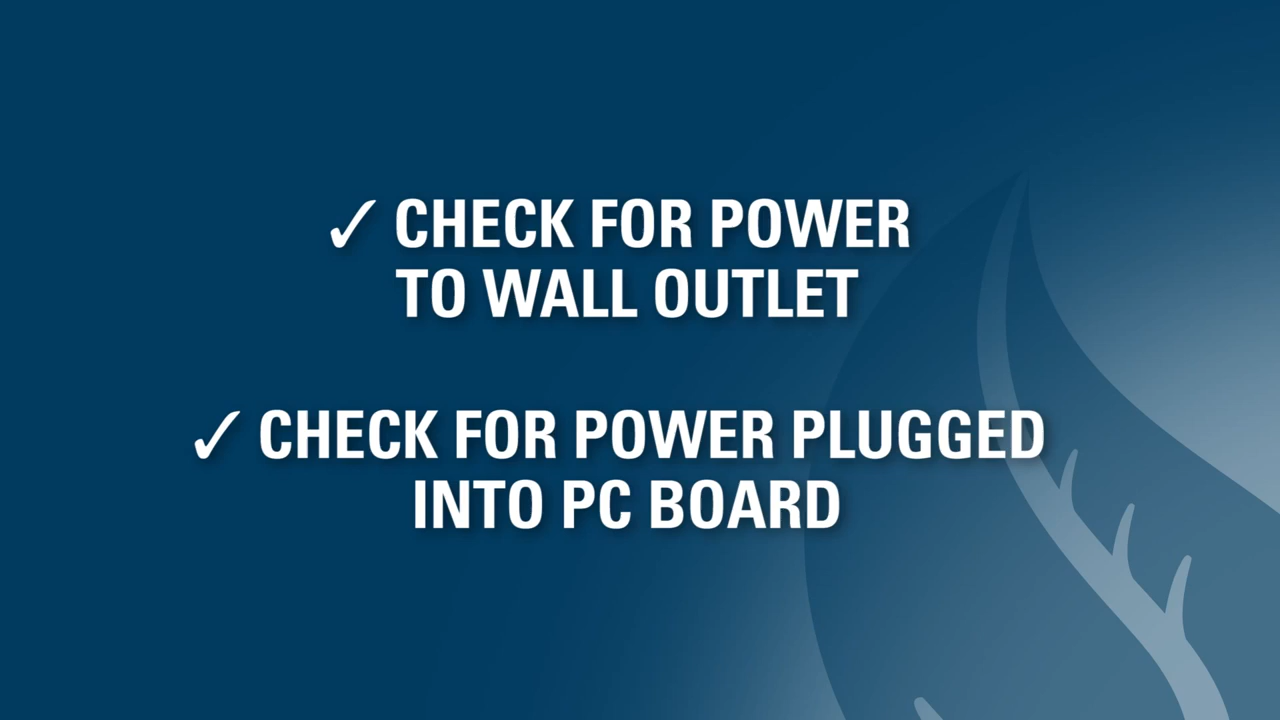 ✓ CHECK FOR POWER
TO WALL OUTLET
✓ CHECK FOR POWER PLUGGED
INTO PC BOARD